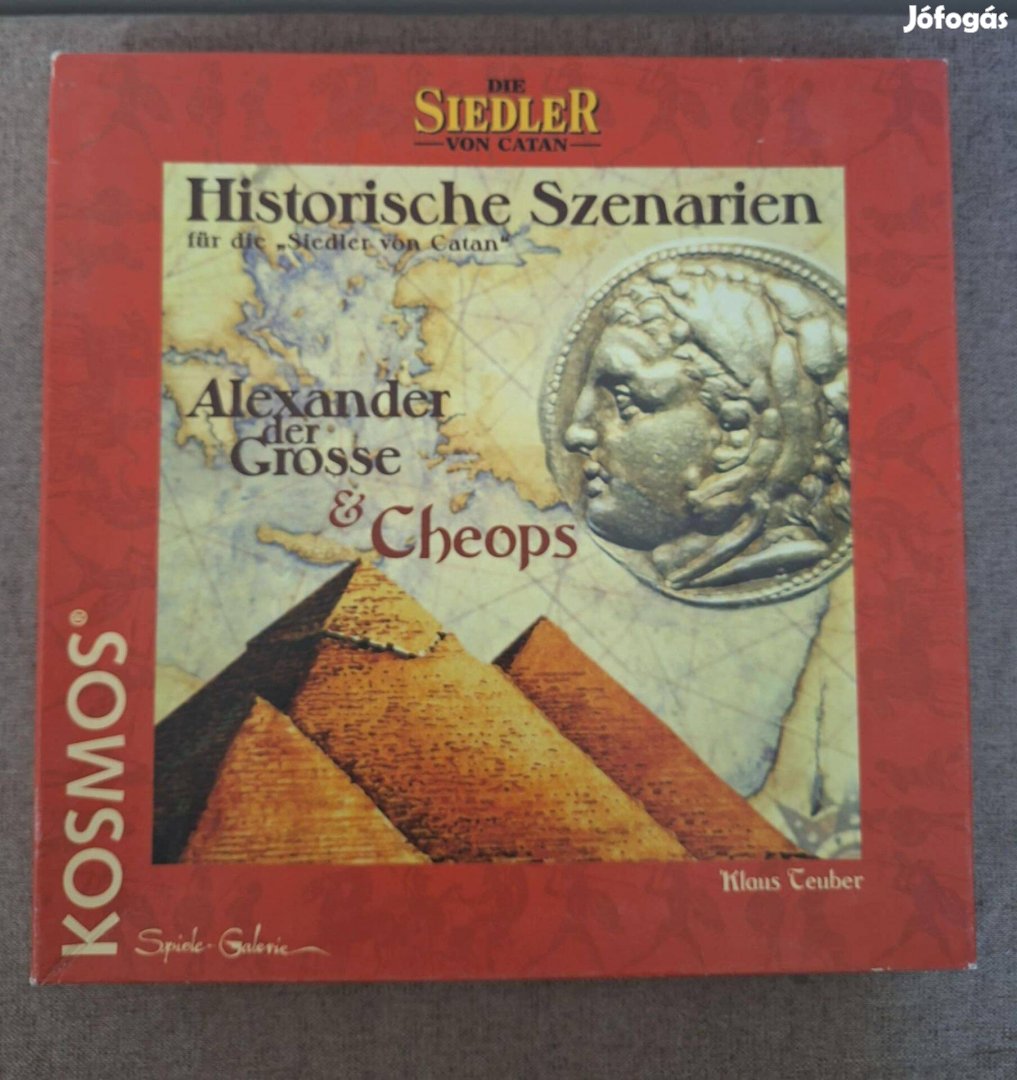 Jófogás
DIE
SIEDLER
VON CATAN
Historische Szenarien
für die „Siedler von Catan“
Alexander
der
Grosse
& Cheops
KOSMOS®
Klaus Teuber
Spiele-Galerie